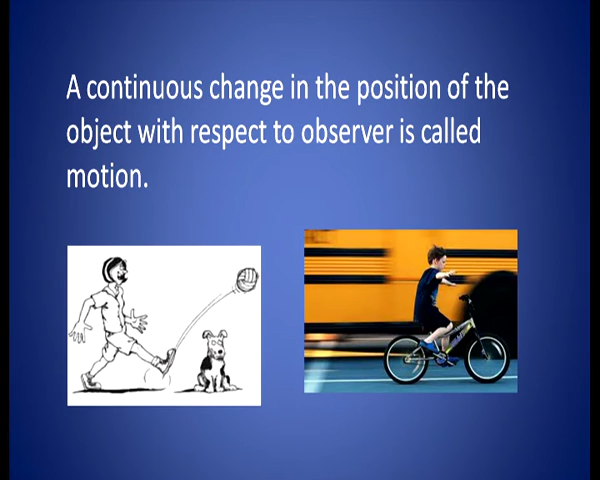 A continuous change in the position of the
object with respect to observer is called
motion.